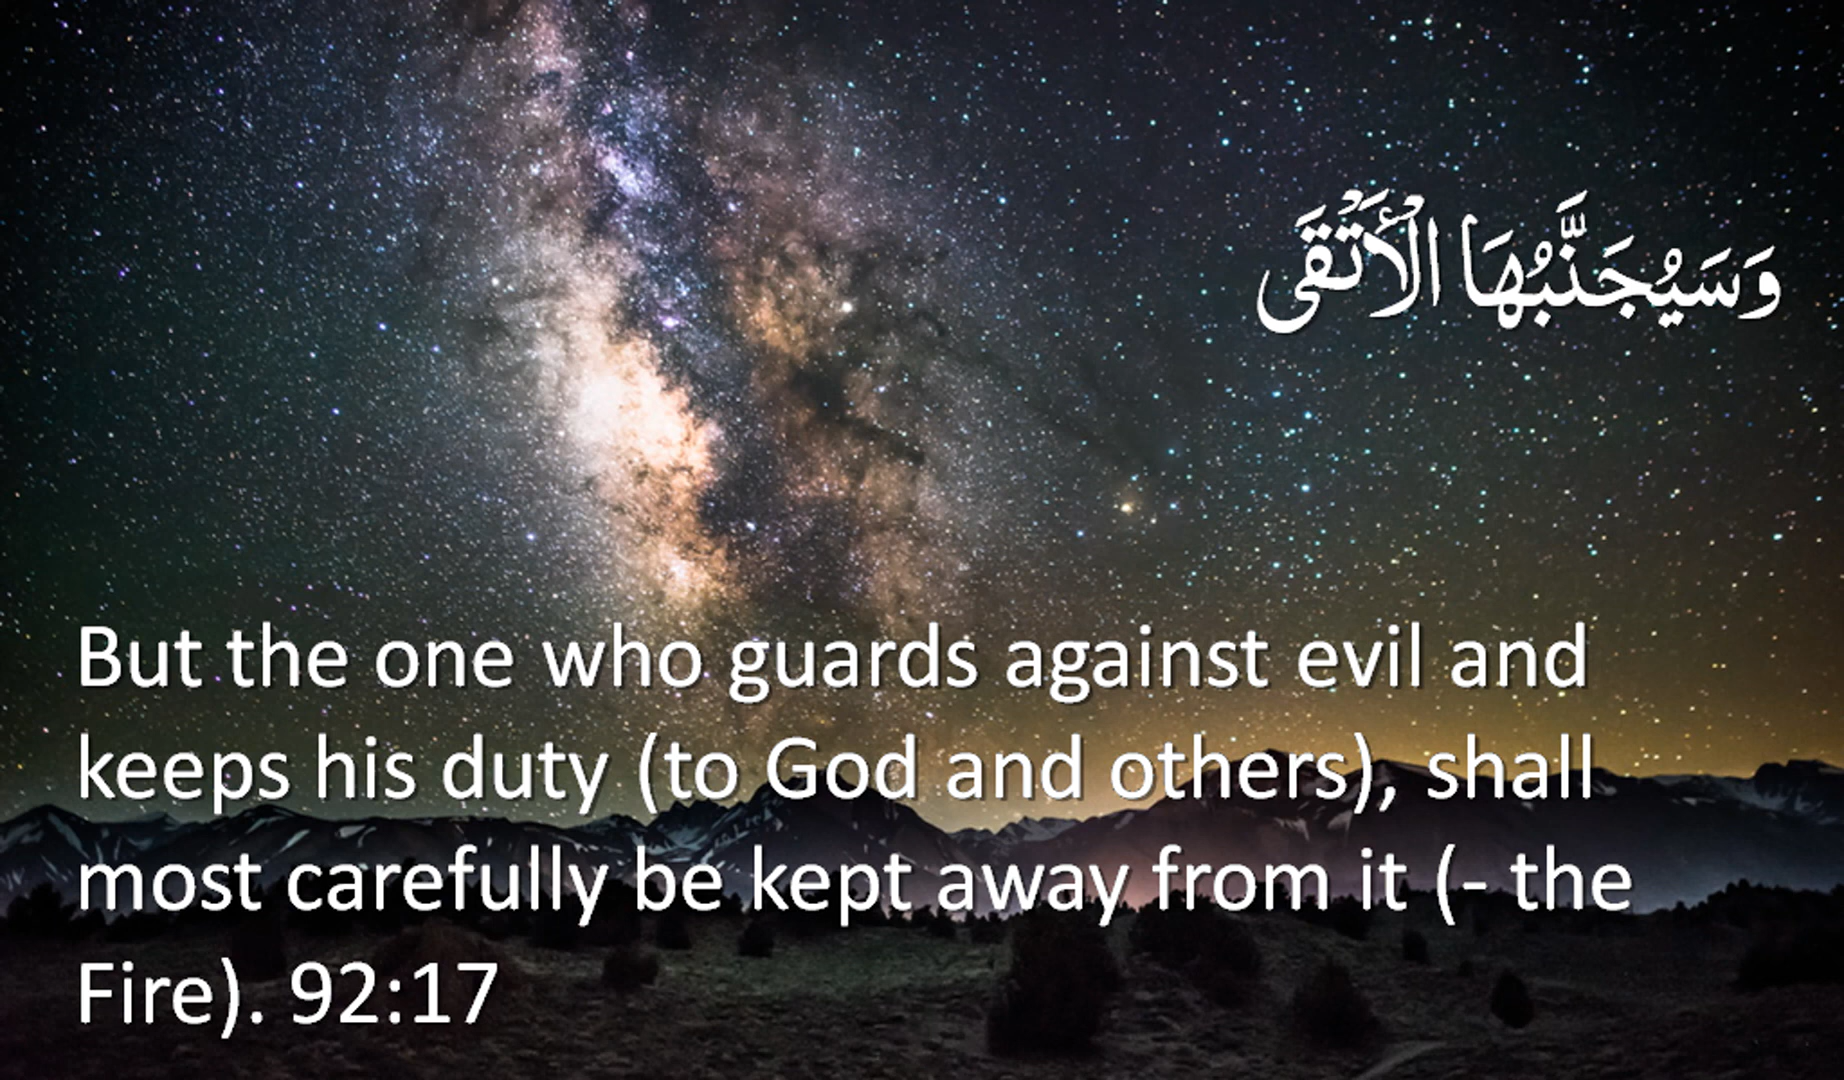 وَسَيُجَنَّبُهَا الْأَتْقَى
But the one who guards against evil and
keeps his duty (to God and others), shall
most carefully be kept away from it (- the
Fire). 92:17